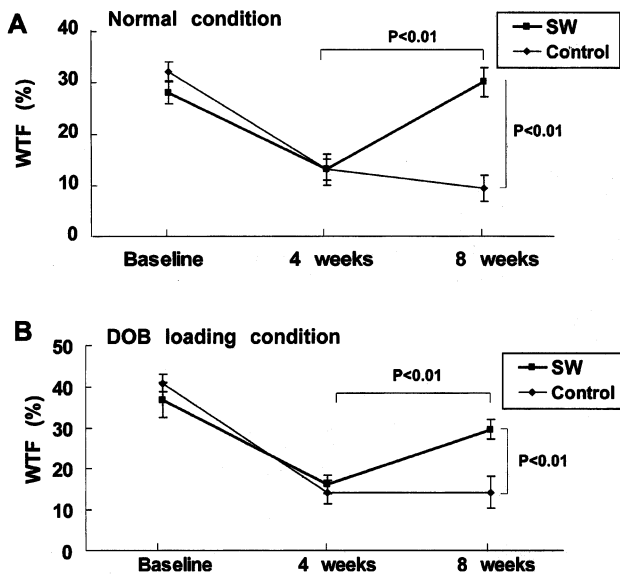 A
Normal condition
40
30
20
10
0
WTF (%)
P<0.01
SW
Control
P<0.01
Baseline 4 weeks 8 weeks
B
DOB loading condition
50
40
30
20
10
0
WTF (%)
P<0.01
SW
Control
P<0.01
Baseline 4 weeks 8 weeks